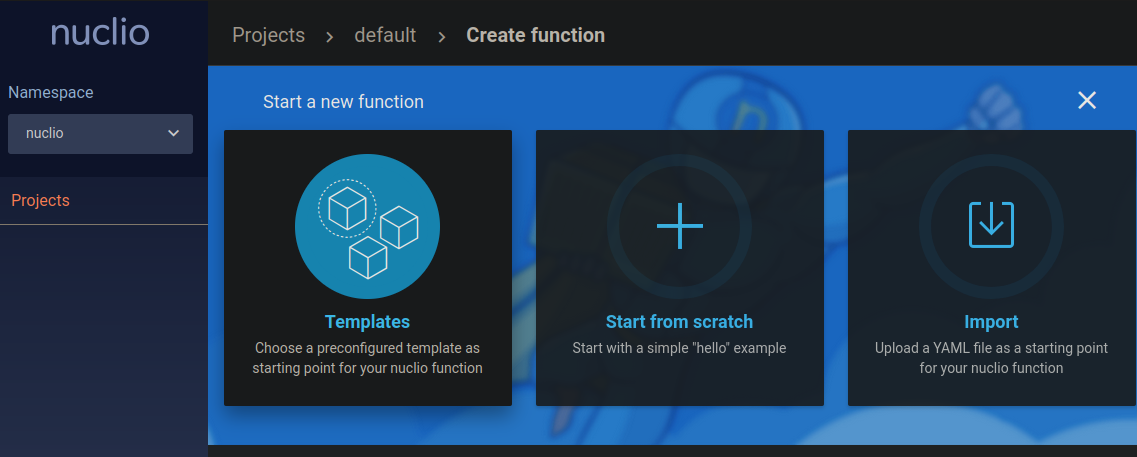 nuclio
Projects › default › Create function
Namespace
nuclio
Projects
Start a new function
Templates
Choose a preconfigured template as
starting point for your nuclio function
Start from scratch
Start with a simple "hello" example
Import
Upload a YAML file as a starting point
for your nuclio function